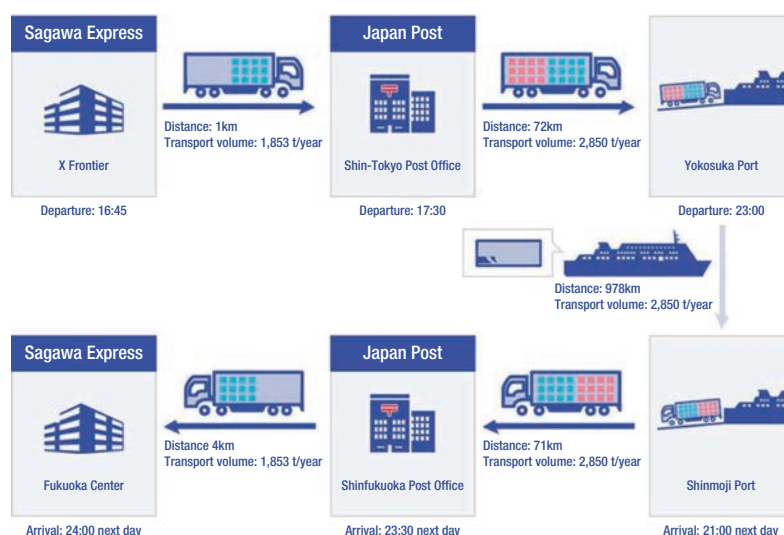 Sagawa Express
X Frontier
Departure: 16:45
Distance: 1km
Transport volume: 1,853 t/year
Japan Post
Shin-Tokyo Post Office
Departure: 17:30
Distance: 72km
Transport volume: 2,850 t/year
Yokosuka Port
Departure: 23:00
Distance: 978km
Transport volume: 2,850 t/year
Sagawa Express
Fukuoka Center
Arrival: 24:00 next day
Distance 4km
Transport volume: 1,853 t/year
Japan Post
Shinfukuoka Post Office
Arrival: 23:30 next day
Distance: 71km
Transport volume: 2,850 t/year
Shinmoji Port
Arrival: 21:00 next day